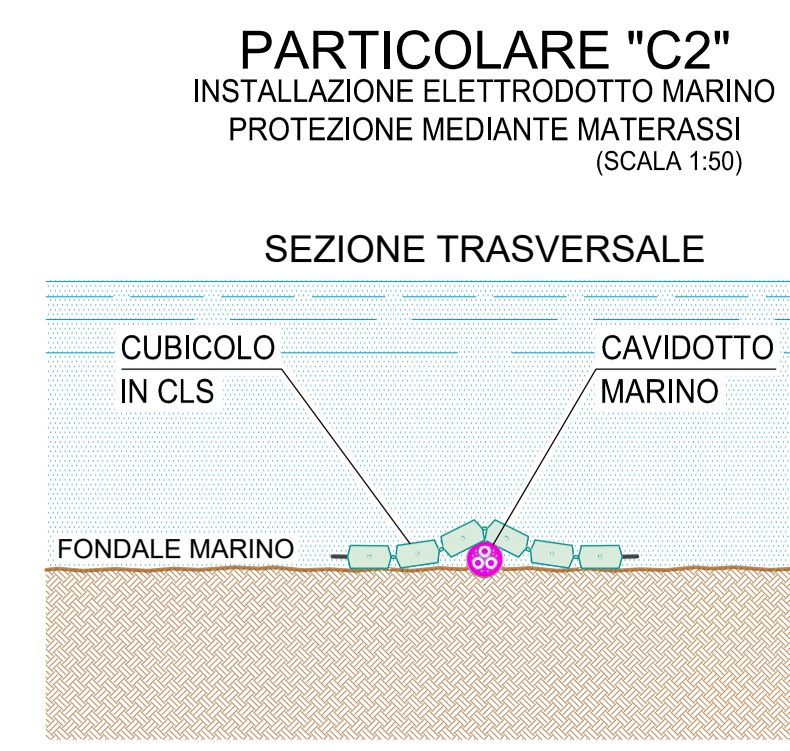 PARTICOLARE "C2"
INSTALLAZIONE ELETTRODOTTO MARINO
PROTEZIONE MEDIANTE MATERASSI
(SCALA 1:50)
SEZIONE TRASVERSALE
CUBICOLO
IN CLS
CAVIDOTTO
MARINO
FONDALE MARINO